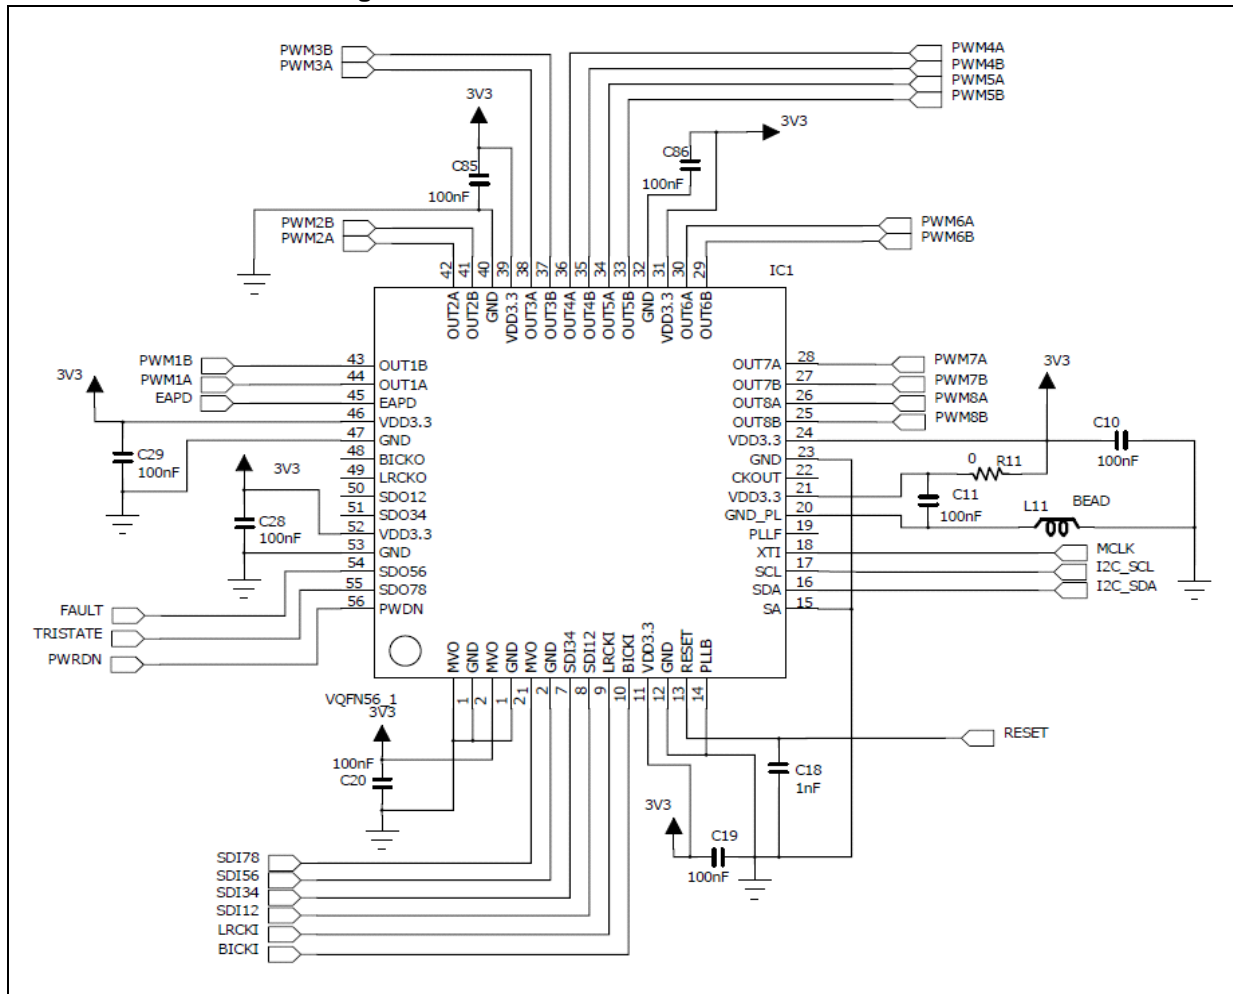 PWM3B
PWM3A
PWM4A
PWM4B
PWM5A
PWM5B
3V3
3V3
C85
100nF
C86
100nF
PWM2B
PWM2A
PWM6A
PWM6B
42 41 40 39 38 37 36 35 34 33 32 31 30 29
IC1
OUT2A OUT2B GND VDD3.3 OUT3A OUT3B OUT4A OUT4B OUT5A OUT5B GND VDD3.3 OUT6A OUT6B
3V3
PWM1B 43 OUT1B
PWM1A 44 OUT1A
EAPD 45 EAPD
46 VDD3.3
47 GND
48 BICKO
49 LRCKO
50 SDO12
51 SDO34
52 VDD3.3
53 GND
54 SDO56
55 SDO78
56 PWDN
C29
100nF
3V3
C28
100nF
FAULT
TRISTATE
PWRDN
OUT7A 28 PWM7A
OUT7B 27 PWM7B
OUT8A 26 PWM8A
OUT8B 25 PWM8B
VDD3.3 24
GND 23
CKOUT 22
VDD3.3 21
GND_PL 20
PLLF 19
XTI 18 MCLK
SCL 17 I2C_SCL
SDA 16 I2C_SDA
SA 15
3V3
C10
100nF
0
R11
C11
100nF
L11
BEAD
MVO GND MVO GND MVO GND SDI34 SDI12 LRCKI BICKI VDD3.3 GND RESET PLLB
1 2 1 2 1 2 7 8 9 10 11 12 13 14
VQFN56_1
3V3
100nF
C20
RESET
C18
1nF
3V3
C19
100nF
SDI78
SDI56
SDI34
SDI12
LRCKI
BICKI